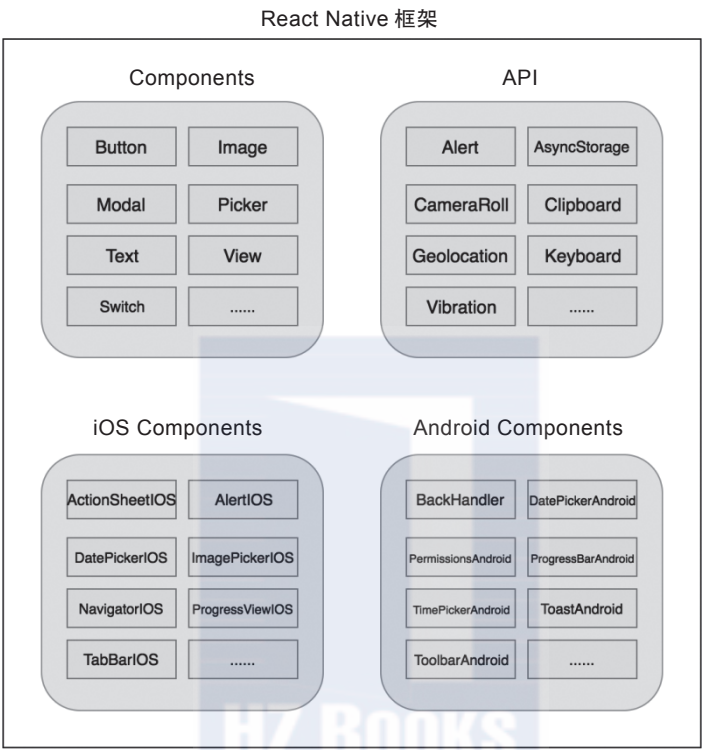 React Native 框架
Components
API
Button Image
Alert AsyncStorage
Modal Picker
CameraRoll Clipboard
Text View
Geolocation Keyboard
Switch ......
Vibration ......
iOS Components
Android Components
ActionSheetIOS AlertIOS
BackHandler DatePickerAndroid
DatePickerIOS ImagePickerIOS
PermissionsAndroid ProgressBarAndroid
NavigatorIOS ProgressViewIOS
TimePickerAndroid ToastAndroid
TabBarIOS ......
ToolbarAndroid ......
HZ BOOKS